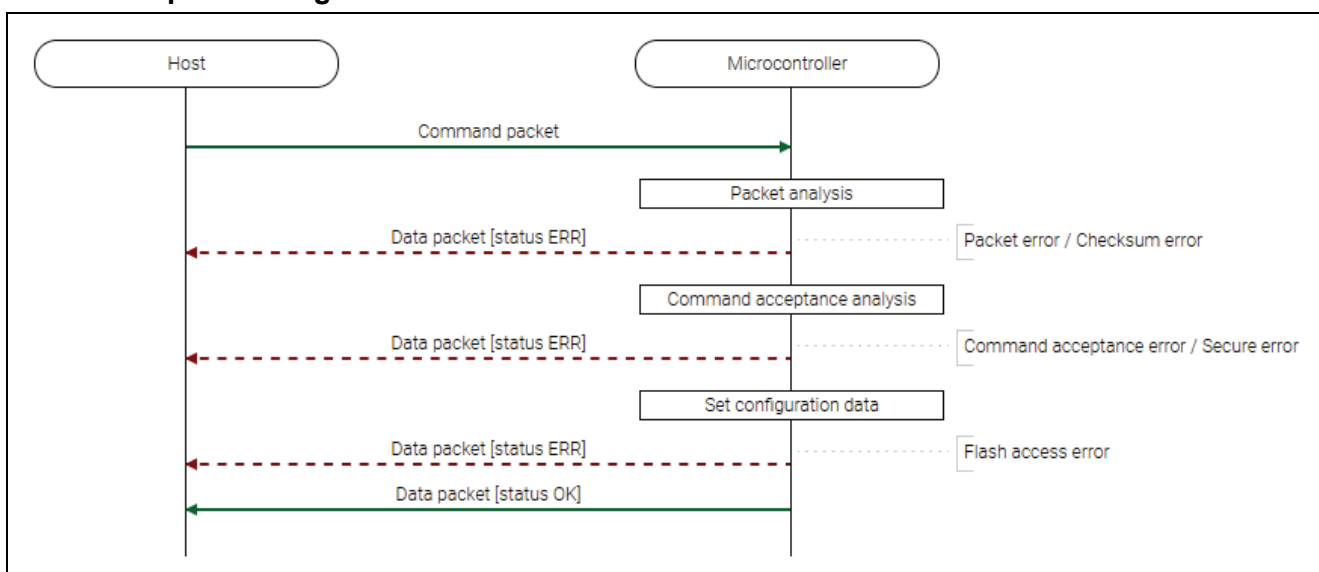 Host
Microcontroller
Command packet
Packet analysis
Data packet [status ERR]
Packet error / Checksum error
Command acceptance analysis
Data packet [status ERR]
Command acceptance error / Secure error
Set configuration data
Data packet [status ERR]
Flash access error
Data packet [status OK]